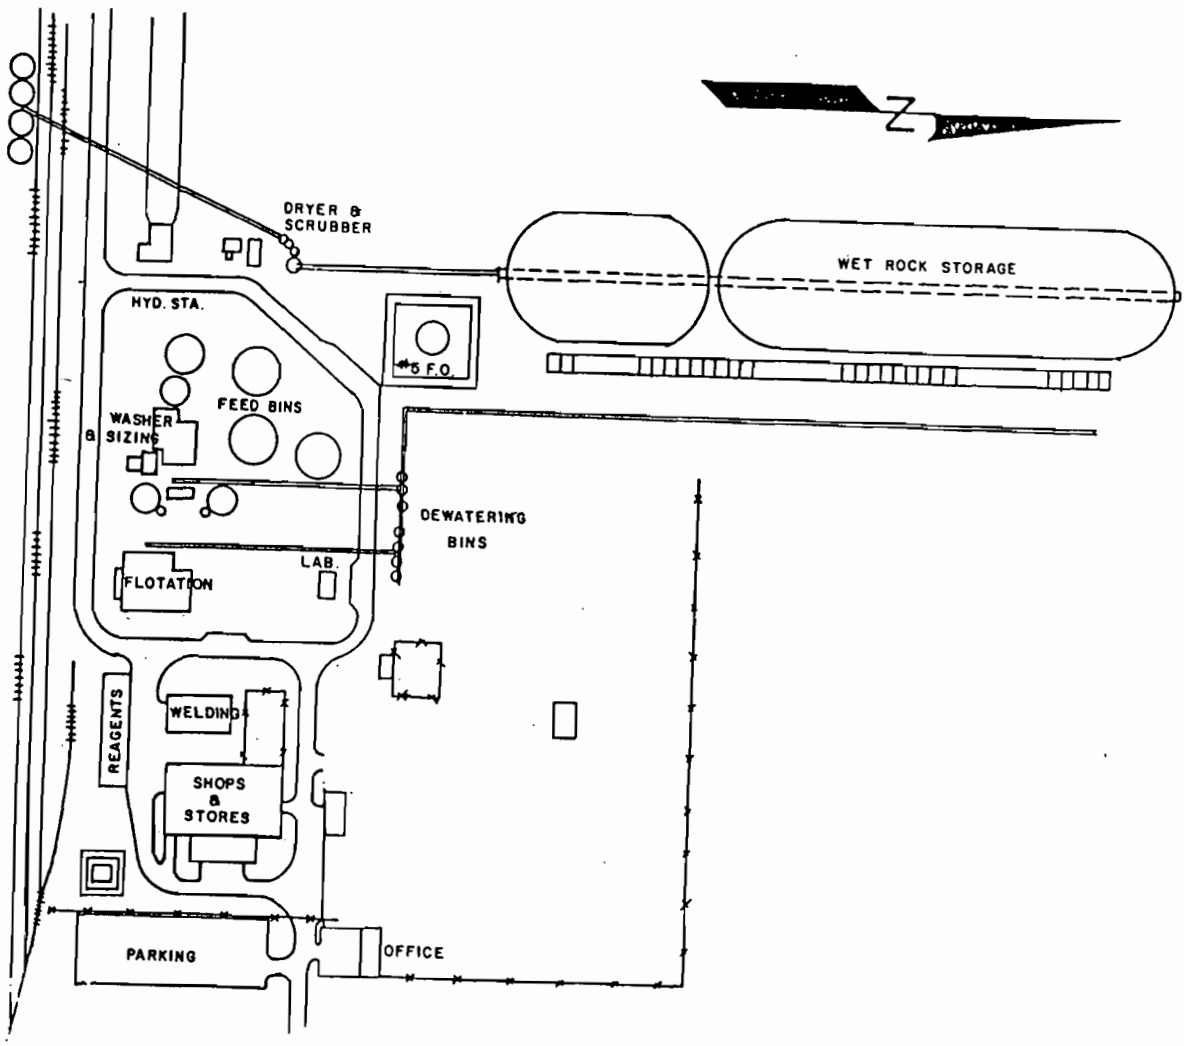 Z
DRYER &
SCRUBBER
WET ROCK STORAGE
HYD. STA.
#5 F.O.
FEED BINS
WASHER
& SIZING
DEWATERING
BINS
LAB.
FLOTATION
REAGENTS
WELDING
SHOPS
&
STORES
PARKING
OFFICE